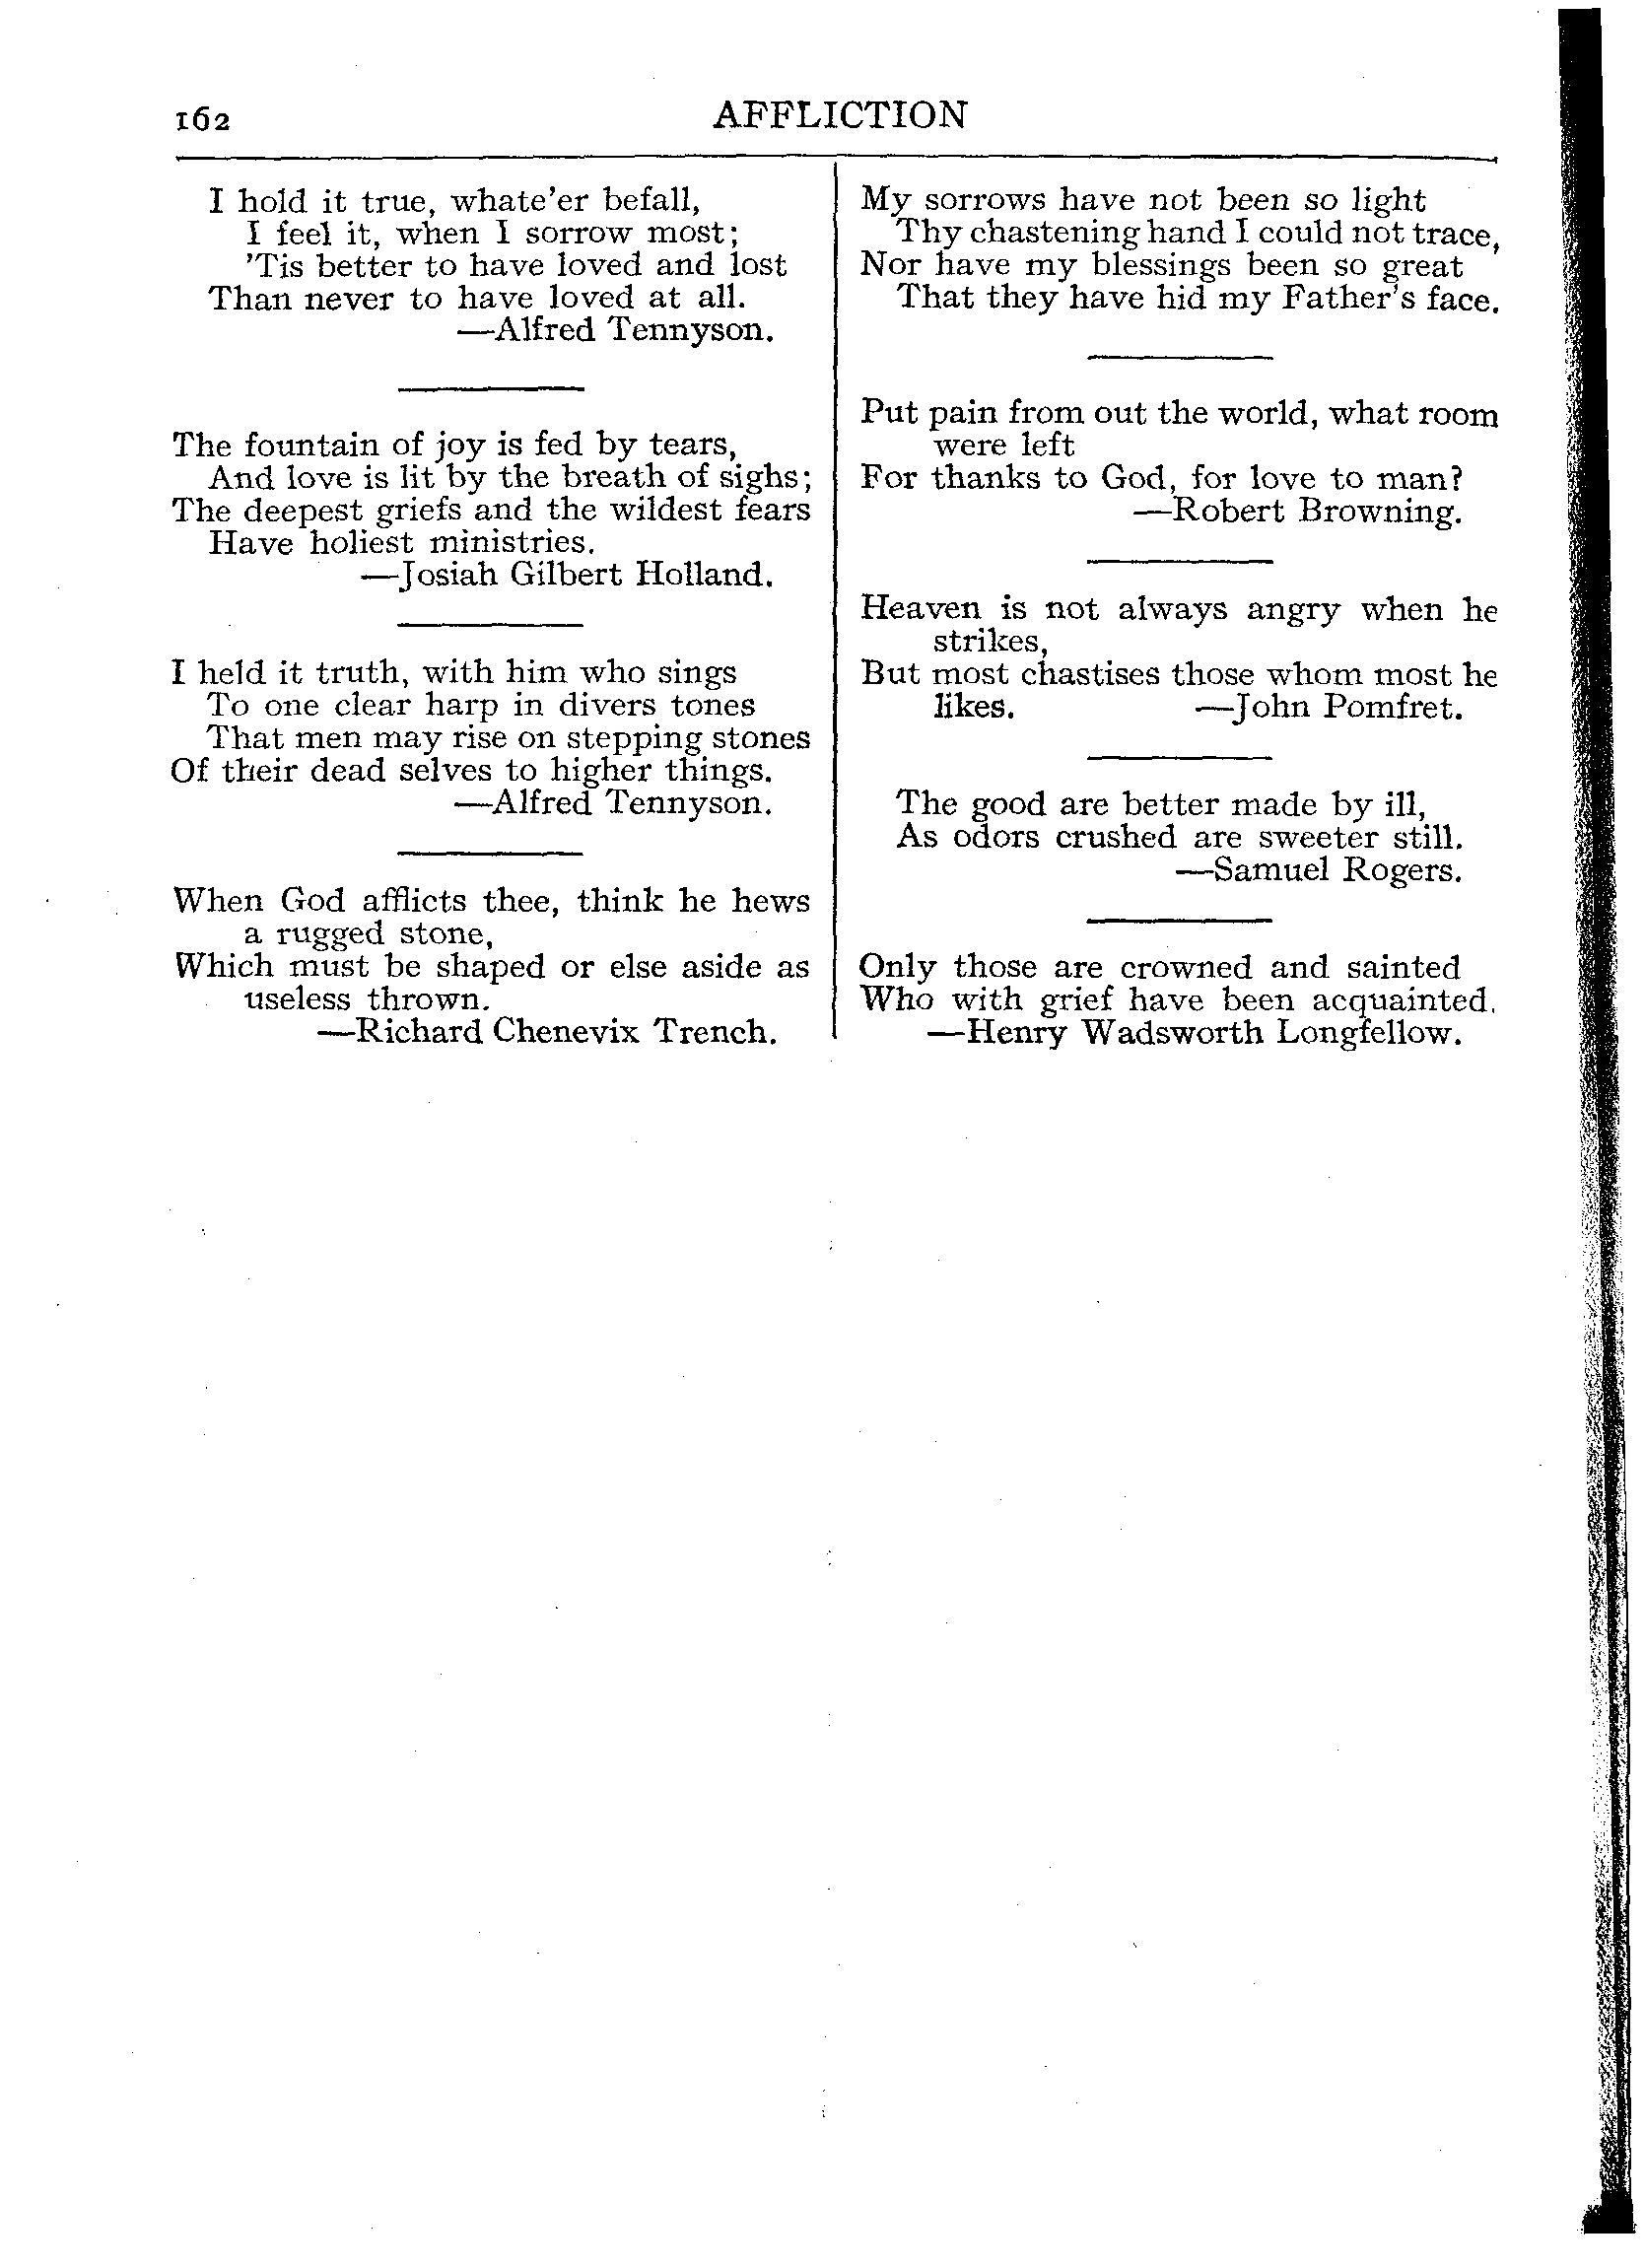 162
AFFLICTION
I hold it true, whate'er befall,
I feel it, when I sorrow most;
'Tis better to have loved and lost
Than never to have loved at all.
—Alfred Tennyson.
The fountain of joy is fed by tears,
And love is lit by the breath of sighs;
The deepest griefs and the wildest fears
Have holiest ministries.
—Josiah Gilbert Holland.
I held it truth, with him who sings
To one clear harp in divers tones
That men may rise on stepping stones
Of their dead selves to higher things.
—Alfred Tennyson.
When God afflicts thee, think he hews
a rugged stone,
Which must be shaped or else aside as
useless thrown.
—Richard Chenevix Trench.
My sorrows have not been so light
Thy chastening hand I could not trace,
Nor have my blessings been so great
That they have hid my Father's face.
Put pain from out the world, what room
were left
For thanks to God, for love to man?
—Robert Browning.
Heaven is not always angry when he
strikes,
But most chastises those whom most he
likes. —John Pomfret.
The good are better made by ill,
As odors crushed are sweeter still.
—Samuel Rogers.
Only those are crowned and sainted
Who with grief have been acquainted.
—Henry Wadsworth Longfellow.